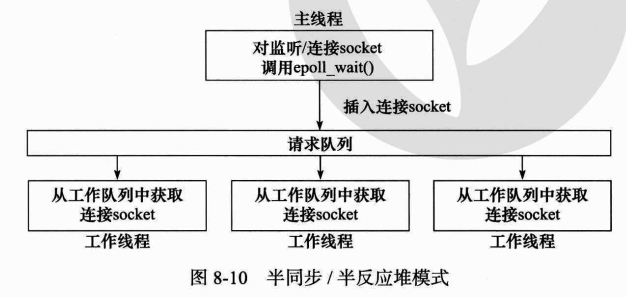 主线程
对监听/连接socket
调用epoll_wait()
插入连接socket
请求队列
从工作队列中获取
连接socket
从工作队列中获取
连接socket
从工作队列中获取
连接socket
工作线程
工作线程
工作线程
图 8-10 半同步 / 半反应堆模式